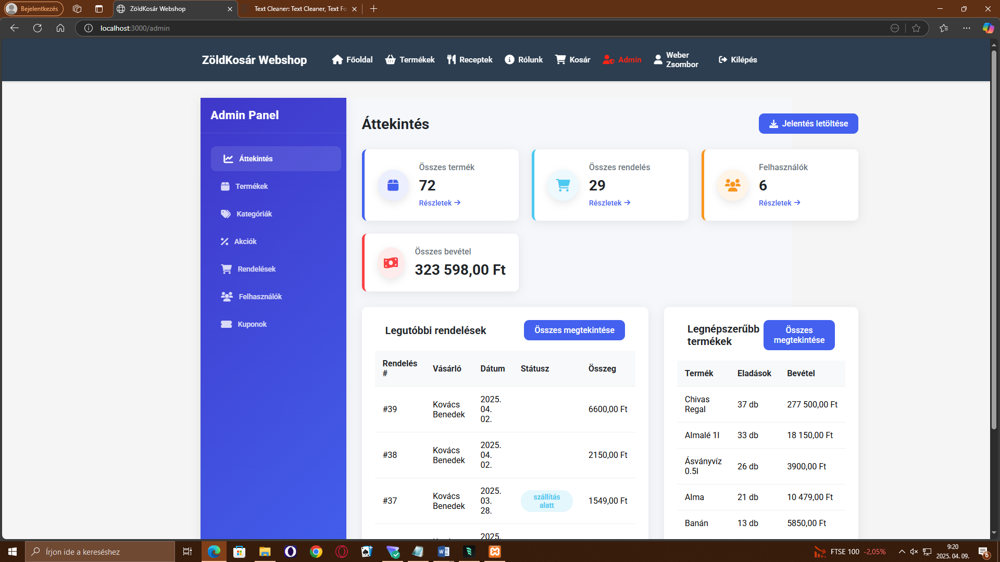 Bejelentkezés
ZöldKosár Webshop
Text Cleaner: Text Cleaner, Text Fo
localhost:3000/admin
ZöldKosár Webshop
Főoldal
Termékek
Receptek
Rólunk
Kosár
Admin
Weber
Zsombor
Kilépés
Admin Panel
Áttekintés
Termékek
Kategóriák
Akciók
Rendelések
Felhasználók
Kuponok
Áttekintés
Jelentés letöltése
Összes termék
72
Részletek
Összes rendelés
29
Részletek
Felhasználók
6
Részletek
Összes bevétel
323 598,00 Ft
Legutóbbi rendelések
Összes megtekintése
Rendelés
#
Vásárló
Dátum
Státusz
Összeg
#39
Kovács
Benedek
2025.
04.
02.
6600,00 Ft
#38
Kovács
Benedek
2025.
04.
02.
2150,00 Ft
#37
Kovács
Benedek
2025.
03.
28.
szállítás
alatt
1549,00 Ft
2025.
Legnépszerűbb
termékek
Összes
megtekintése
Termék
Eladások
Bevétel
Chivas
Regal
37 db
277 500,00 Ft
Almalé 1l
33 db
18 150,00 Ft
Ásványvíz
0.5l
26 db
3900,00 Ft
Alma
21 db
10 479,00 Ft
Banán
13 db
5850,00 Ft
Írjon ide a kereséshez
FTSE 100
-2,05%
9:20
2025. 04. 09.
6